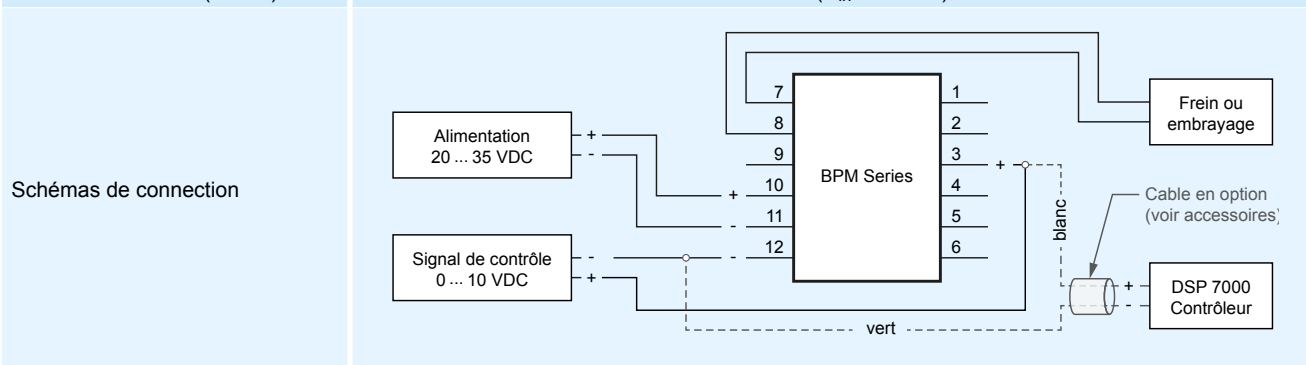 Schémas de connection
Alimentation
20 ... 35 VDC
+
-
Signal de contrôle
0 ... 10 VDC
-
+
+
-
-
7
8
9
10
11
12
BPM Series
1
2
3
4
5
6
+
blanc
vert
Frein ou
embrayage
Cable en option
(voir accessoires)
+
-
DSP 7000
Contrôleur